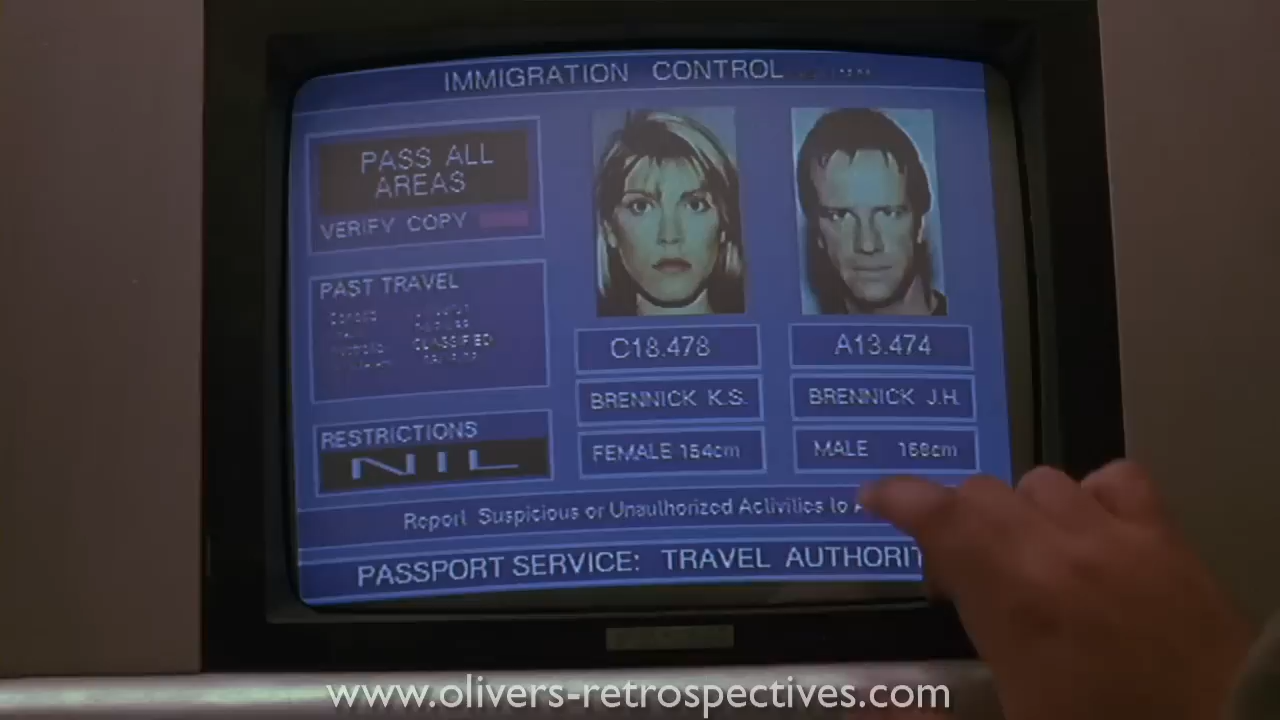 IMMIGRATION CONTROL
PASS ALL
AREAS
VERIFY COPY
PAST TRAVEL
CLASSIFIED
RESTRICTIONS
NIL
C18.478
BRENNICK K.S.
FEMALE 154cm
A13.474
BRENNICK J.H.
MALE 168cm
Report Suspicious or Unauthorized Activities to A
PASSPORT SERVICE: TRAVEL AUTHORIT
www.olivers-retrospectives.com